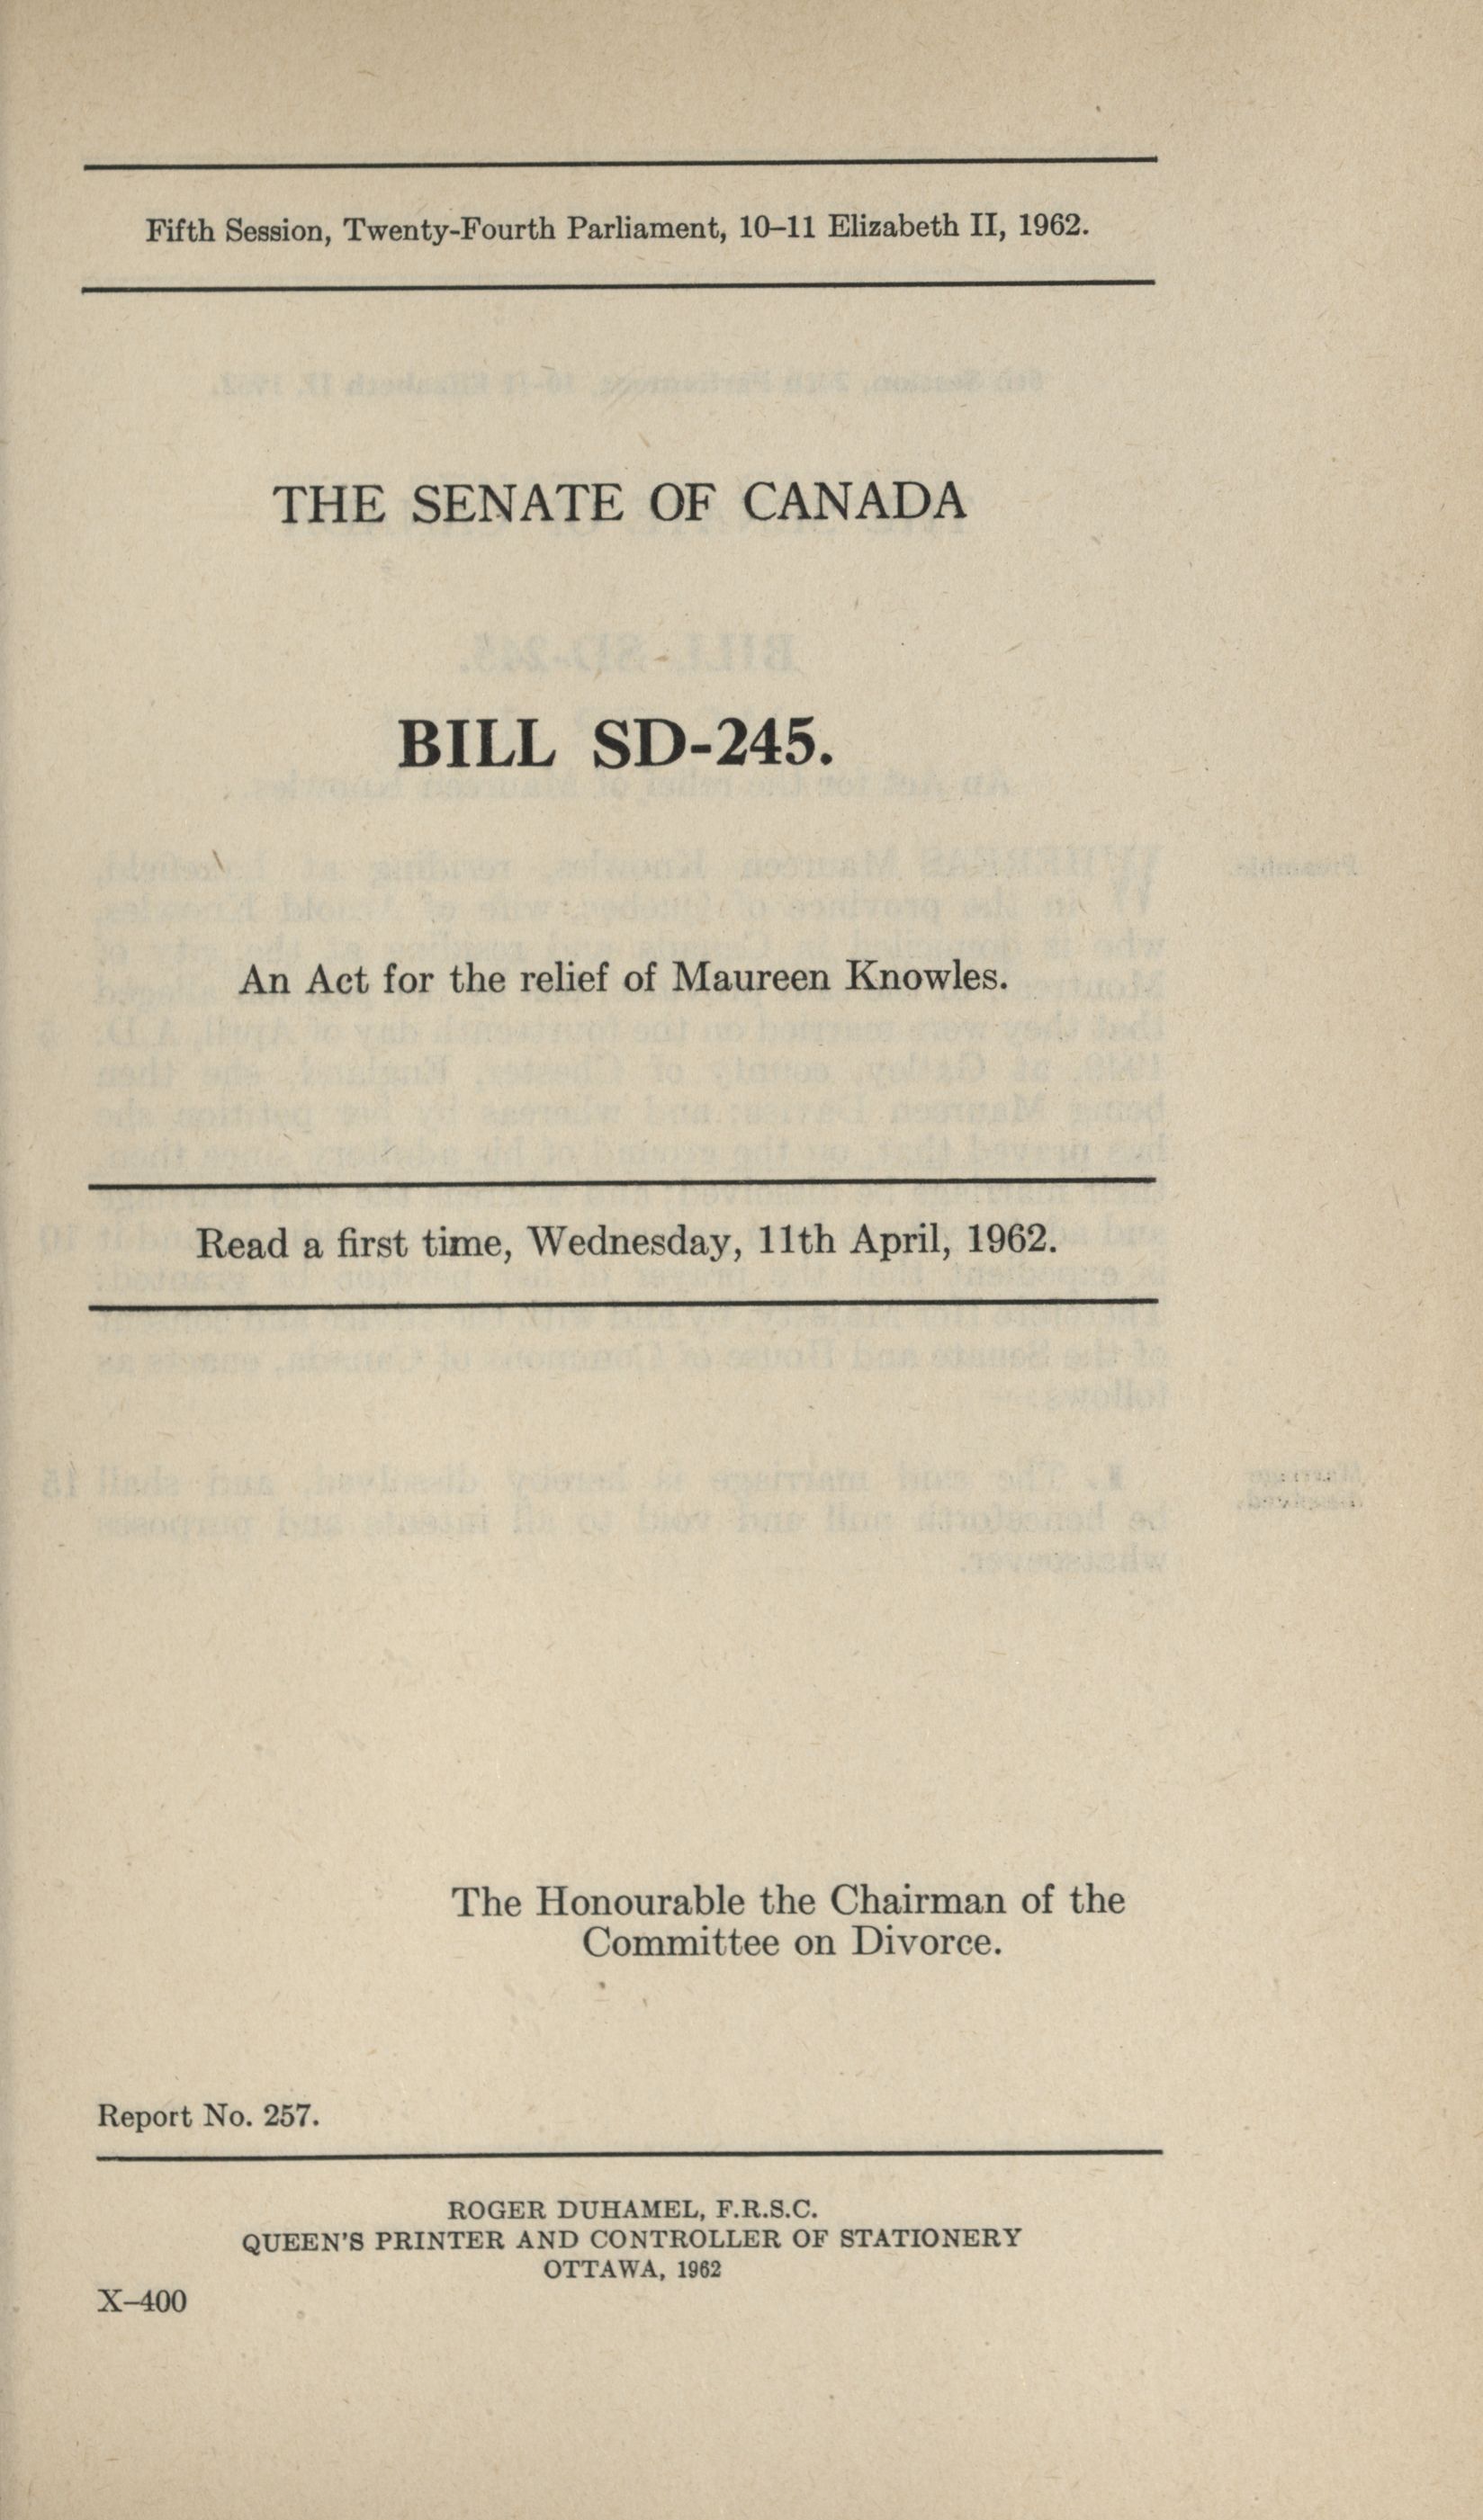 Fifth Session, Twenty-Fourth Parliament, 10–11 Elizabeth II, 1962.
THE SENATE OF CANADA
BILL SD-245.
An Act for the relief of Maureen Knowles.
Read a first time, Wednesday, 11th April, 1962.
The Honourable the Chairman of the
Committee on Divorce.
Report No. 257.
ROGER DUHAMEL, F.R.S.C.
QUEEN'S PRINTER AND CONTROLLER OF STATIONERY
OTTAWA, 1962
X–400